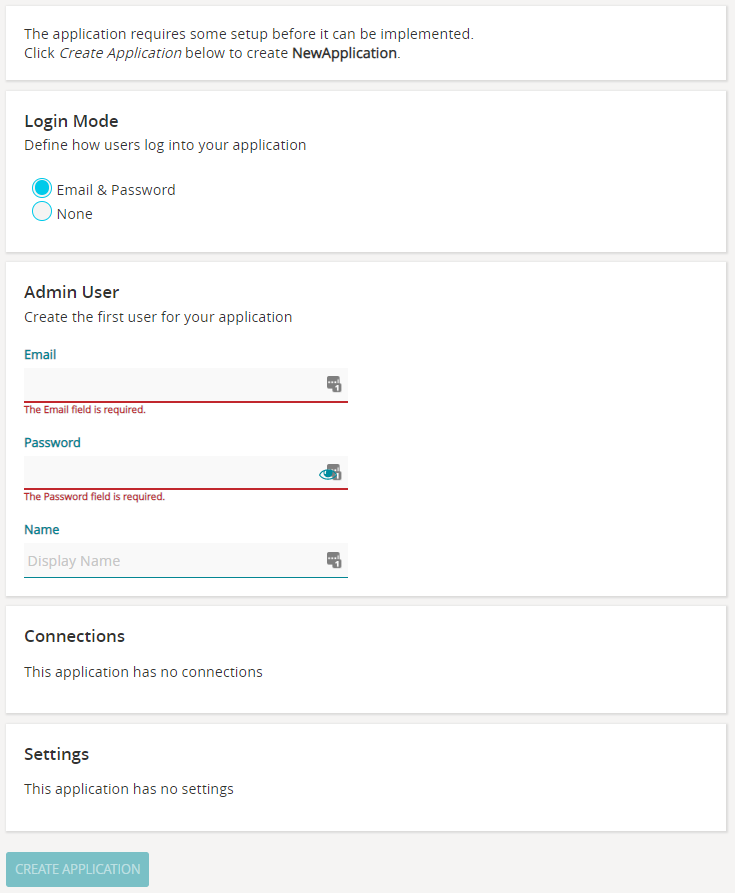 The application requires some setup before it can be implemented.
Click Create Application below to create NewApplication.
Login Mode
Define how users log into your application
Email & Password
None
Admin User
Create the first user for your application
Email
The Email field is required.
Password
The Password field is required.
Name
Display Name
Connections
This application has no connections
Settings
This application has no settings
CREATE APPLICATION